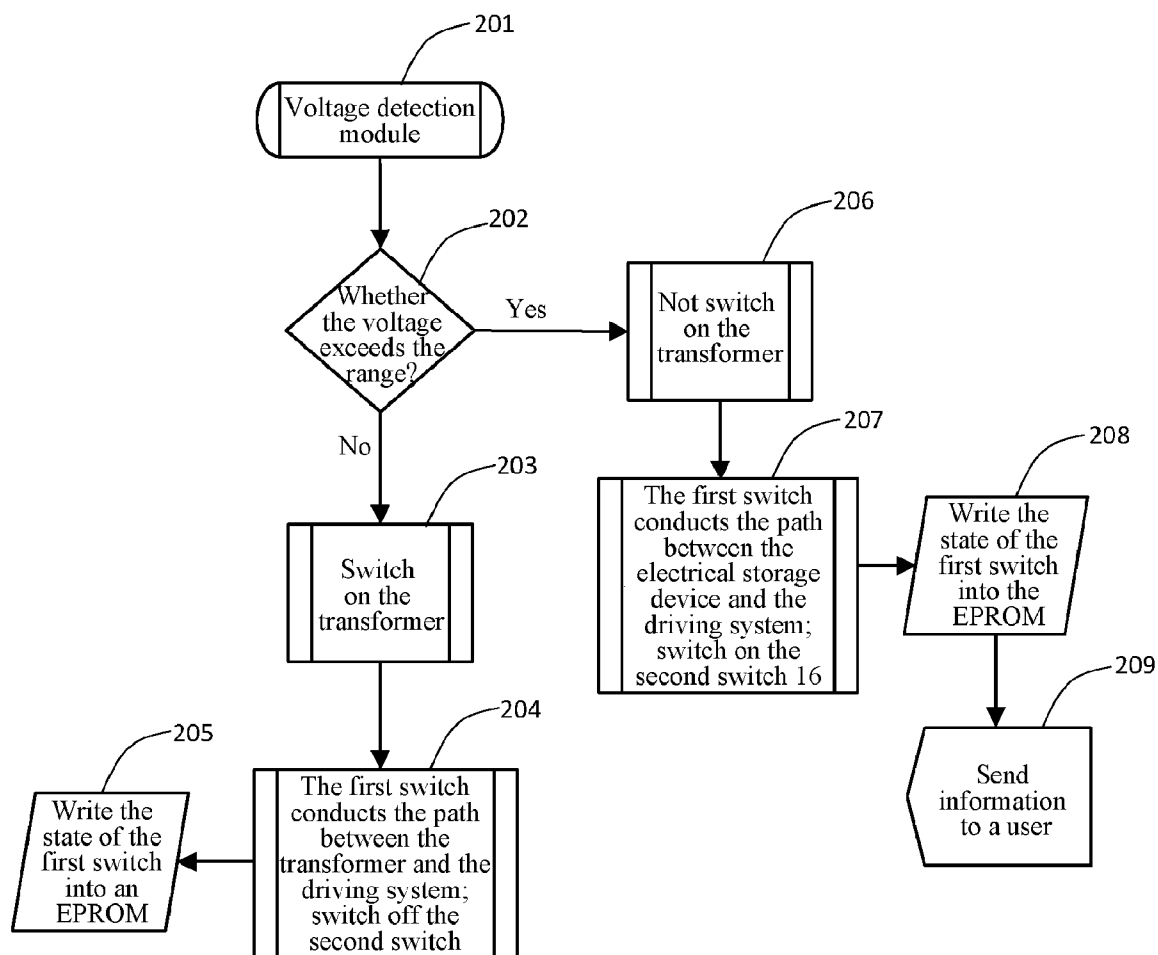 201
Voltage detection
module
202
Whether
the voltage
exceeds the
range?
Yes
No
206
Not switch
on the
transformer
203
Switch
on the
transformer
207
The first switch
conducts the path
between the
electrical storage
device and the
driving system;
switch on the
second switch 16
208
Write the
state of the
first switch
into the
EPROM
209
Send
information
to a user
204
The first switch
conducts the path
between the
transformer and the
driving system;
switch off the
second switch
205
Write the
state of the
first switch
into an
EPROM